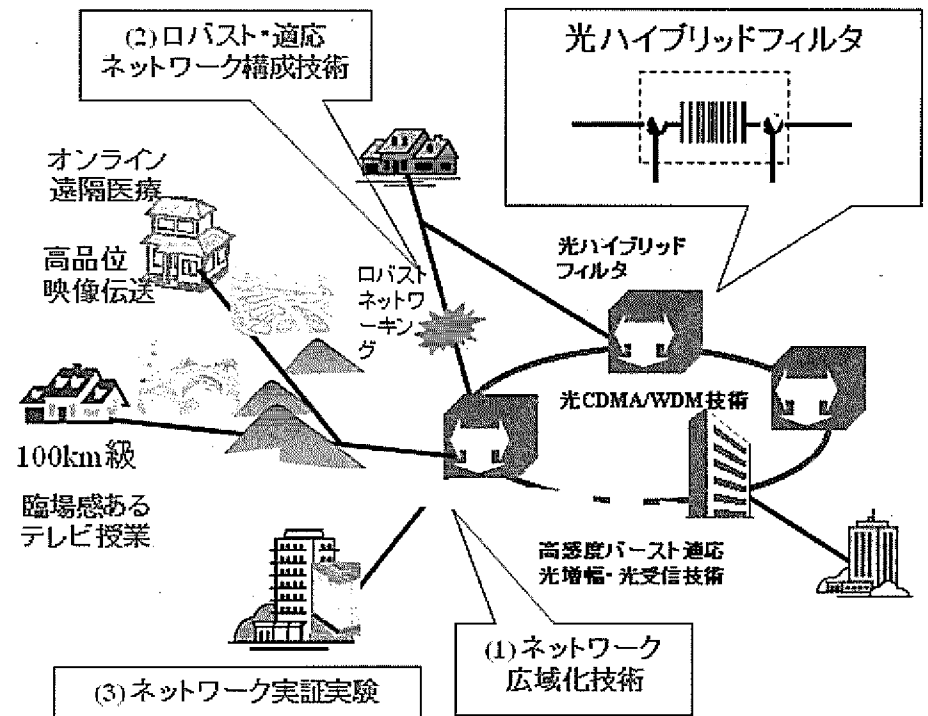 (2)ロバスト・適応
ネットワーク構成技術
光ハイブリッドフィルタ
オンライン
遠隔医療
高品位
映像伝送
ロバスト
ネットワ
ーキン
グ
光ハイブリッド
フィルタ
光CDMA/WDM技術
100km級
臨場感ある
テレビ授業
高感度バースト適応
光増幅・光受信技術
(1)ネットワーク
広域化技術
(3)ネットワーク実証実験